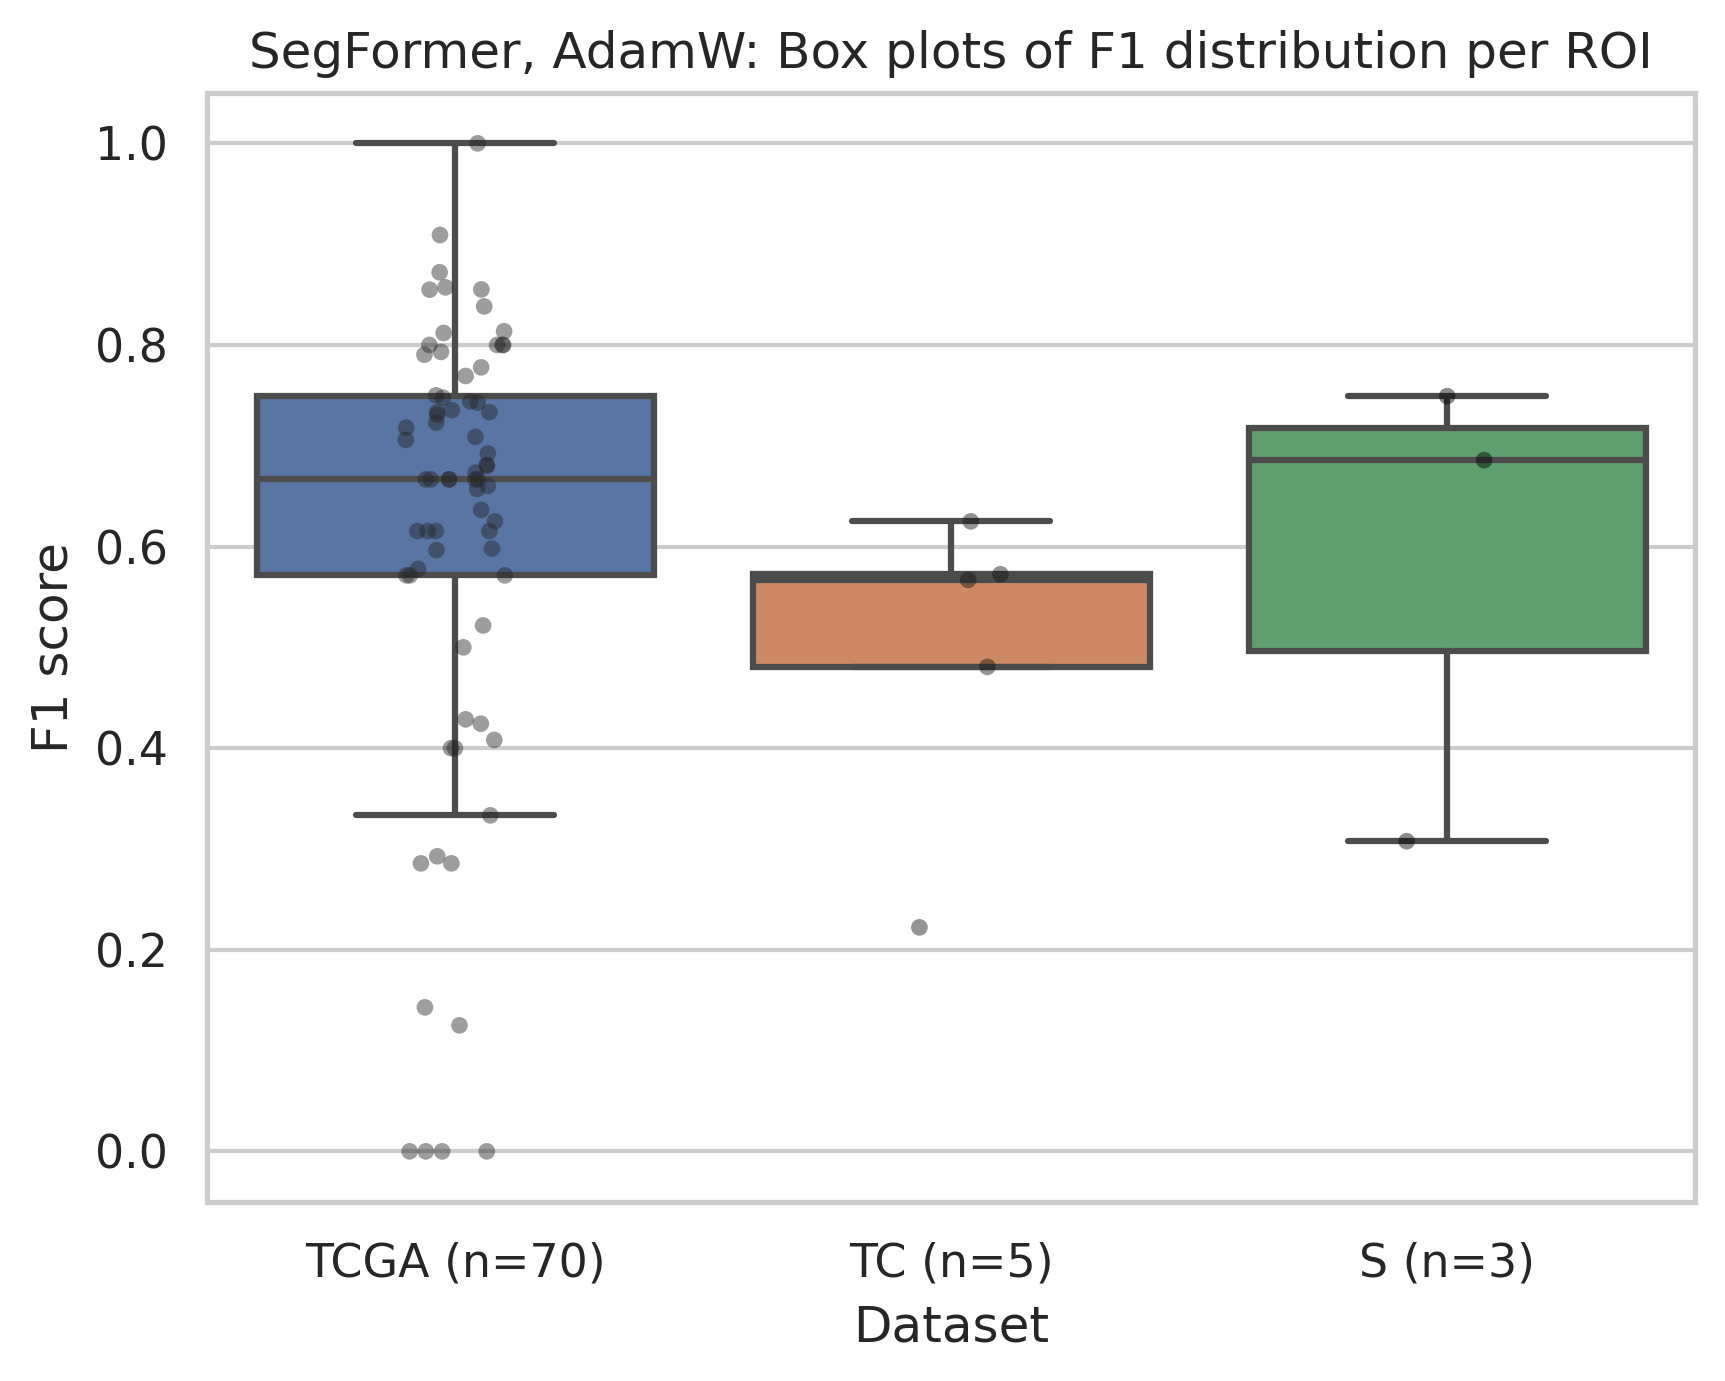 SegFormer, AdamW: Box plots of F1 distribution per ROI
1.0
0.8
0.6
0.4
0.2
0.0
F1 score
TCGA (n=70)
TC (n=5)
S (n=3)
Dataset